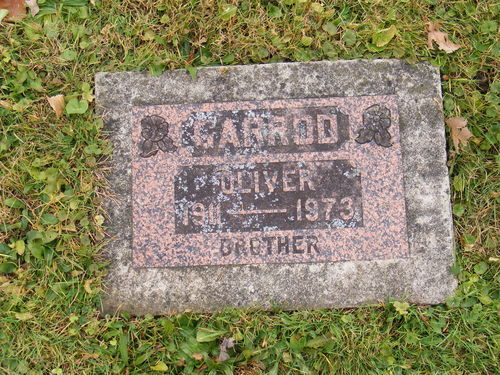 GARROD
OLIVER
1911 — 1973
BROTHER